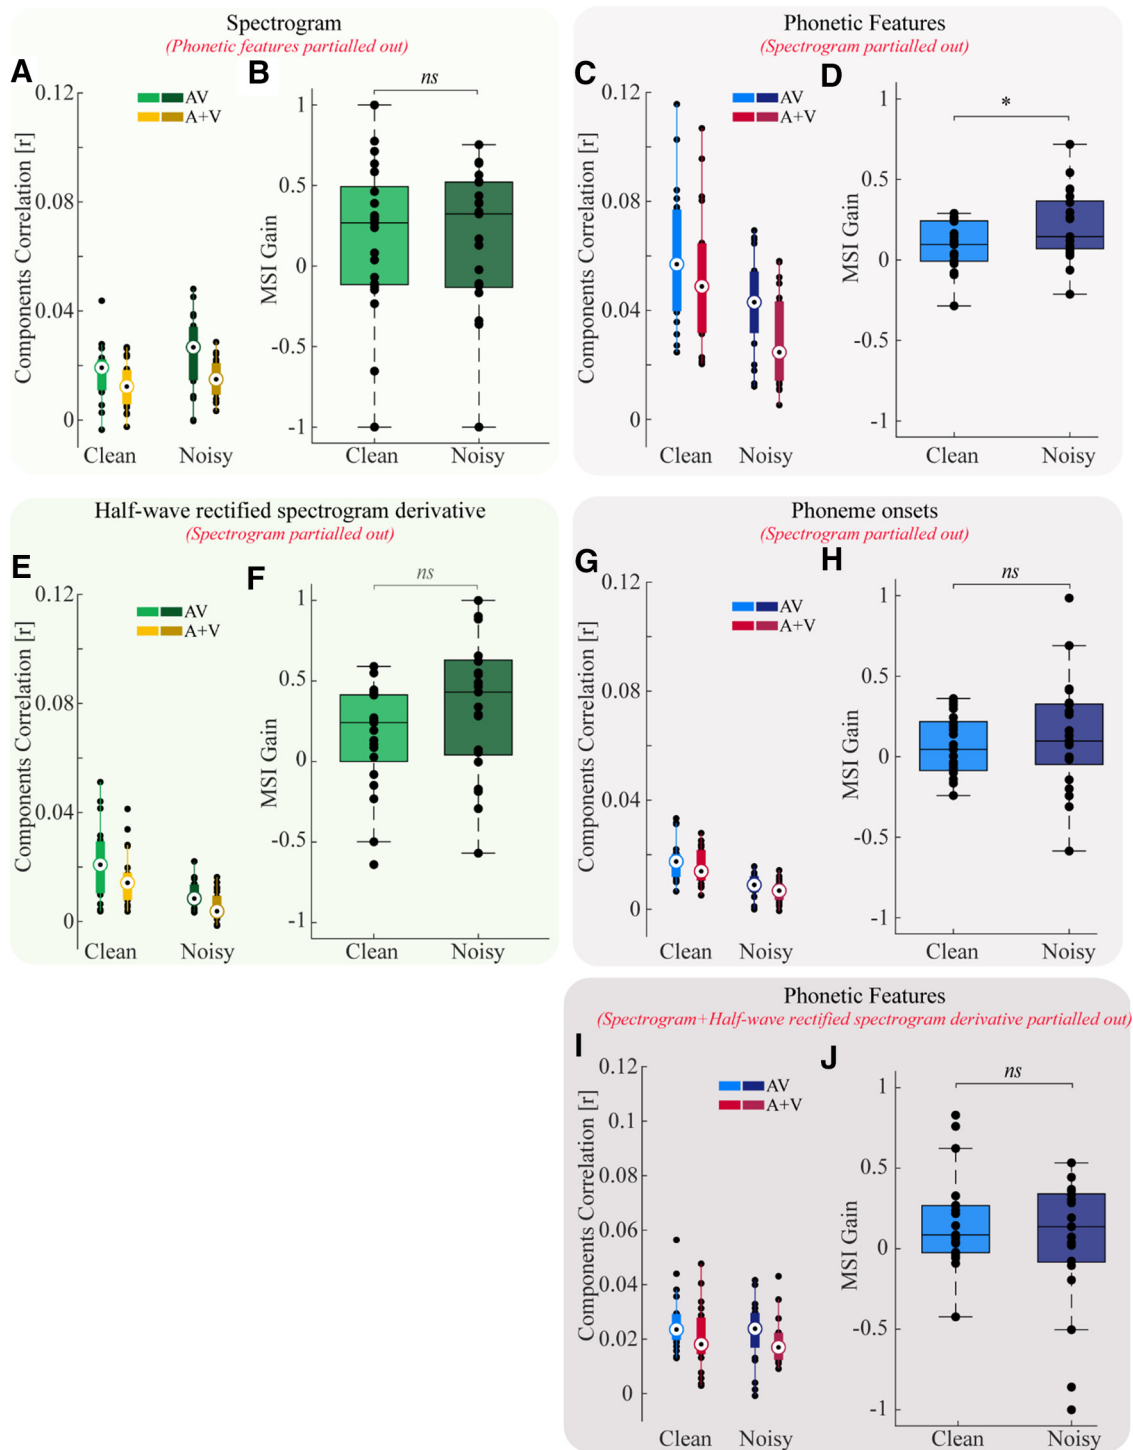 Spectrogram
(Phonetic features partialled out)
A
Components Correlation [r]
0.12
0.08
0.04
0
AV
A+V
Clean
Noisy
B
MSI Gain
1
0.5
0
-0.5
-1
ns
Clean
Noisy
Phonetic Features
(Spectrogram partialled out)
C
Components Correlation [r]
0.12
0.08
0.04
0
AV
A+V
Clean
Noisy
D
MSI Gain
1
0.5
0
-0.5
-1
*
Clean
Noisy
Half-wave rectified spectrogram derivative
(Spectrogram partialled out)
E
Components Correlation [r]
0.12
0.08
0.04
0
AV
A+V
Clean
Noisy
F
MSI Gain
1
0.5
0
-0.5
-1
ns
Clean
Noisy
Phoneme onsets
(Spectrogram partialled out)
G
Components Correlation [r]
0.12
0.08
0.04
0
AV
A+V
Clean
Noisy
H
MSI Gain
1
0.5
0
-0.5
-1
ns
Clean
Noisy
Phonetic Features
(Spectrogram+Half-wave rectified spectrogram derivative partialled out)
I
Components Correlation [r]
0.12
0.1
0.08
0.06
0.04
0.02
0
AV
A+V
Clean
Noisy
J
MSI Gain
1
0.5
0
-0.5
-1
ns
Clean
Noisy